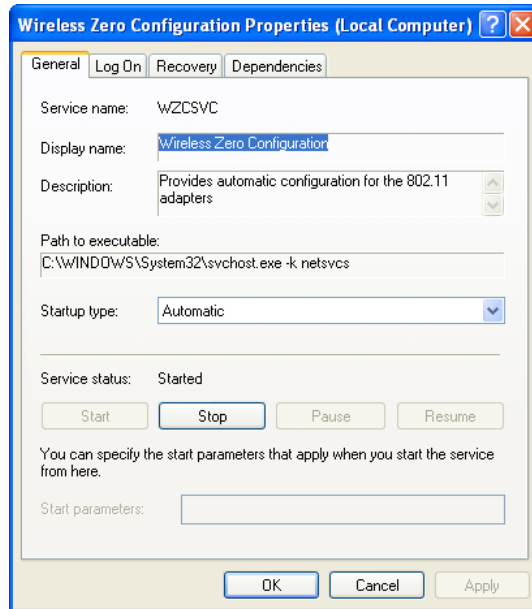 Wireless Zero Configuration Properties (Local Computer)
General Log On Recovery Dependencies
Service name: WZCSVC
Display name: Wireless Zero Configuration
Description: Provides automatic configuration for the 802.11
adapters
Path to executable:
C:\WINDOWS\System32\svchost.exe -k netsvcs
Startup type: Automatic
Service status: Started
Start Stop Pause Resume
You can specify the start parameters that apply when you start the service
from here.
Start parameters:
OK Cancel Apply